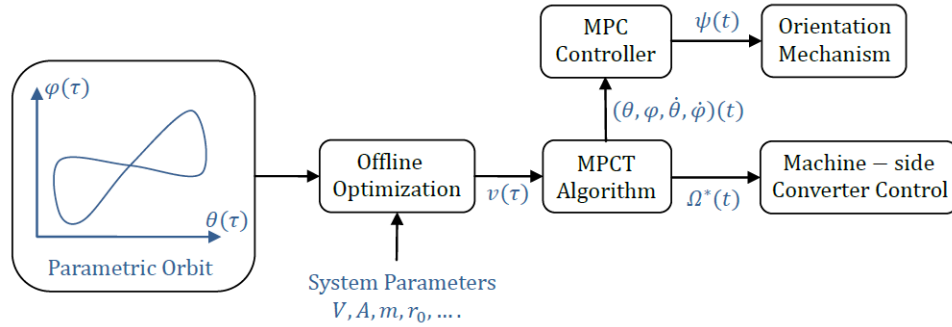 φ(τ)
θ(τ)
Parametric Orbit
Offline
Optimization
System Parameters
V, A, m, r₀, … .
v(τ)
MPCT
Algorithm
(θ, φ, θ̇, φ̇)(t)
MPC
Controller
ψ(t)
Orientation
Mechanism
Ω*(t)
Machine − side
Converter Control